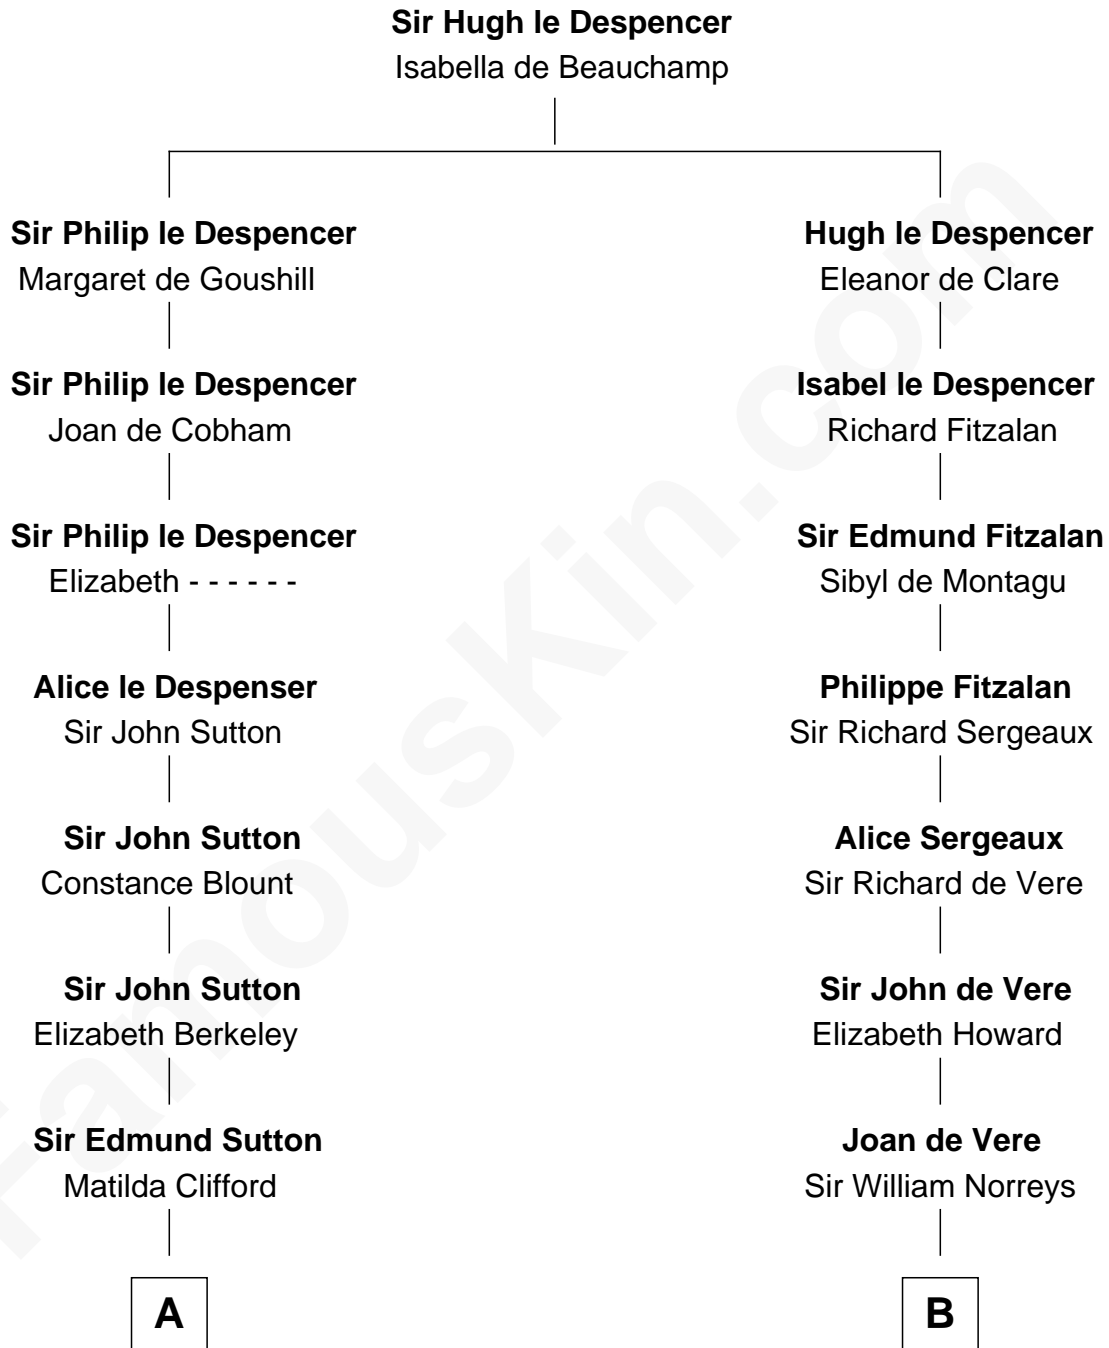 Sir Hugh le Despencer
Isabella de Beauchamp
Sir Philip le Despencer
Margaret de Goushill
Hugh le Despencer
Eleanor de Clare
Sir Philip le Despencer
Joan de Cobham
Isabel le Despencer
Richard Fitzalan
Sir Philip le Despencer
Elizabeth - - - - - -
Sir Edmund Fitzalan
Sibyl de Montagu
Alice le Despenser
Sir John Sutton
Philippe Fitzalan
Sir Richard Sergeaux
Sir John Sutton
Constance Blount
Alice Sergeaux
Sir Richard de Vere
Sir John Sutton
Elizabeth Berkeley
Sir John de Vere
Elizabeth Howard
Sir Edmund Sutton
Matilda Clifford
Joan de Vere
Sir William Norreys
A
B
FamousKin.com